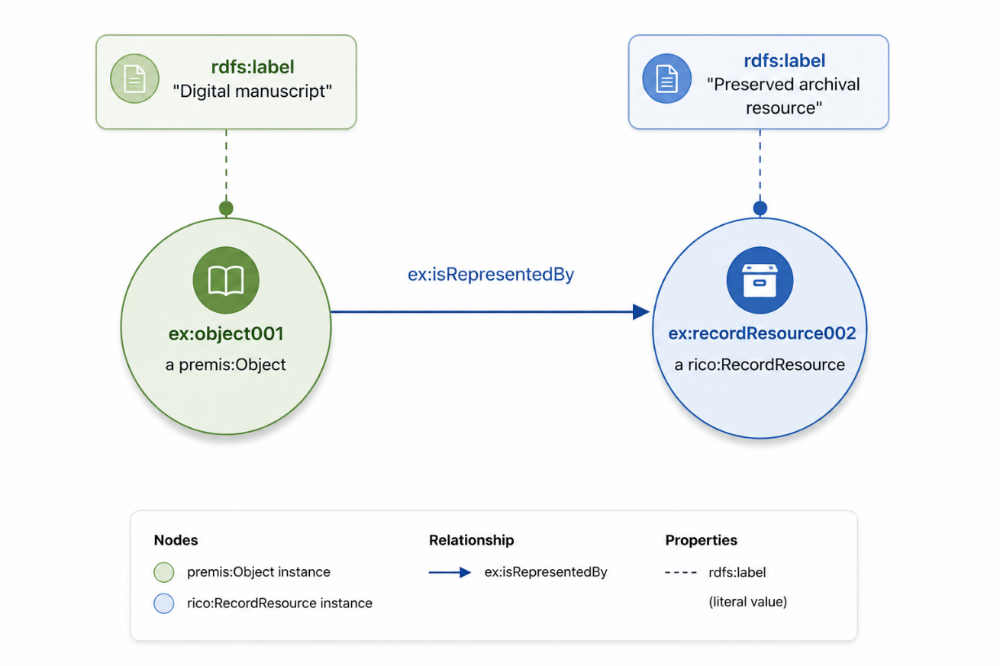 rdfs:label
"Digital manuscript"
rdfs:label
"Preserved archival
resource"
ex:isRepresentedBy
ex:object001
a premis:Object
ex:recordResource002
a rico:RecordResource
Nodes
premis:Object instance
rico:RecordResource instance
Relationship
ex:isRepresentedBy
Properties
rdfs:label
(literal value)